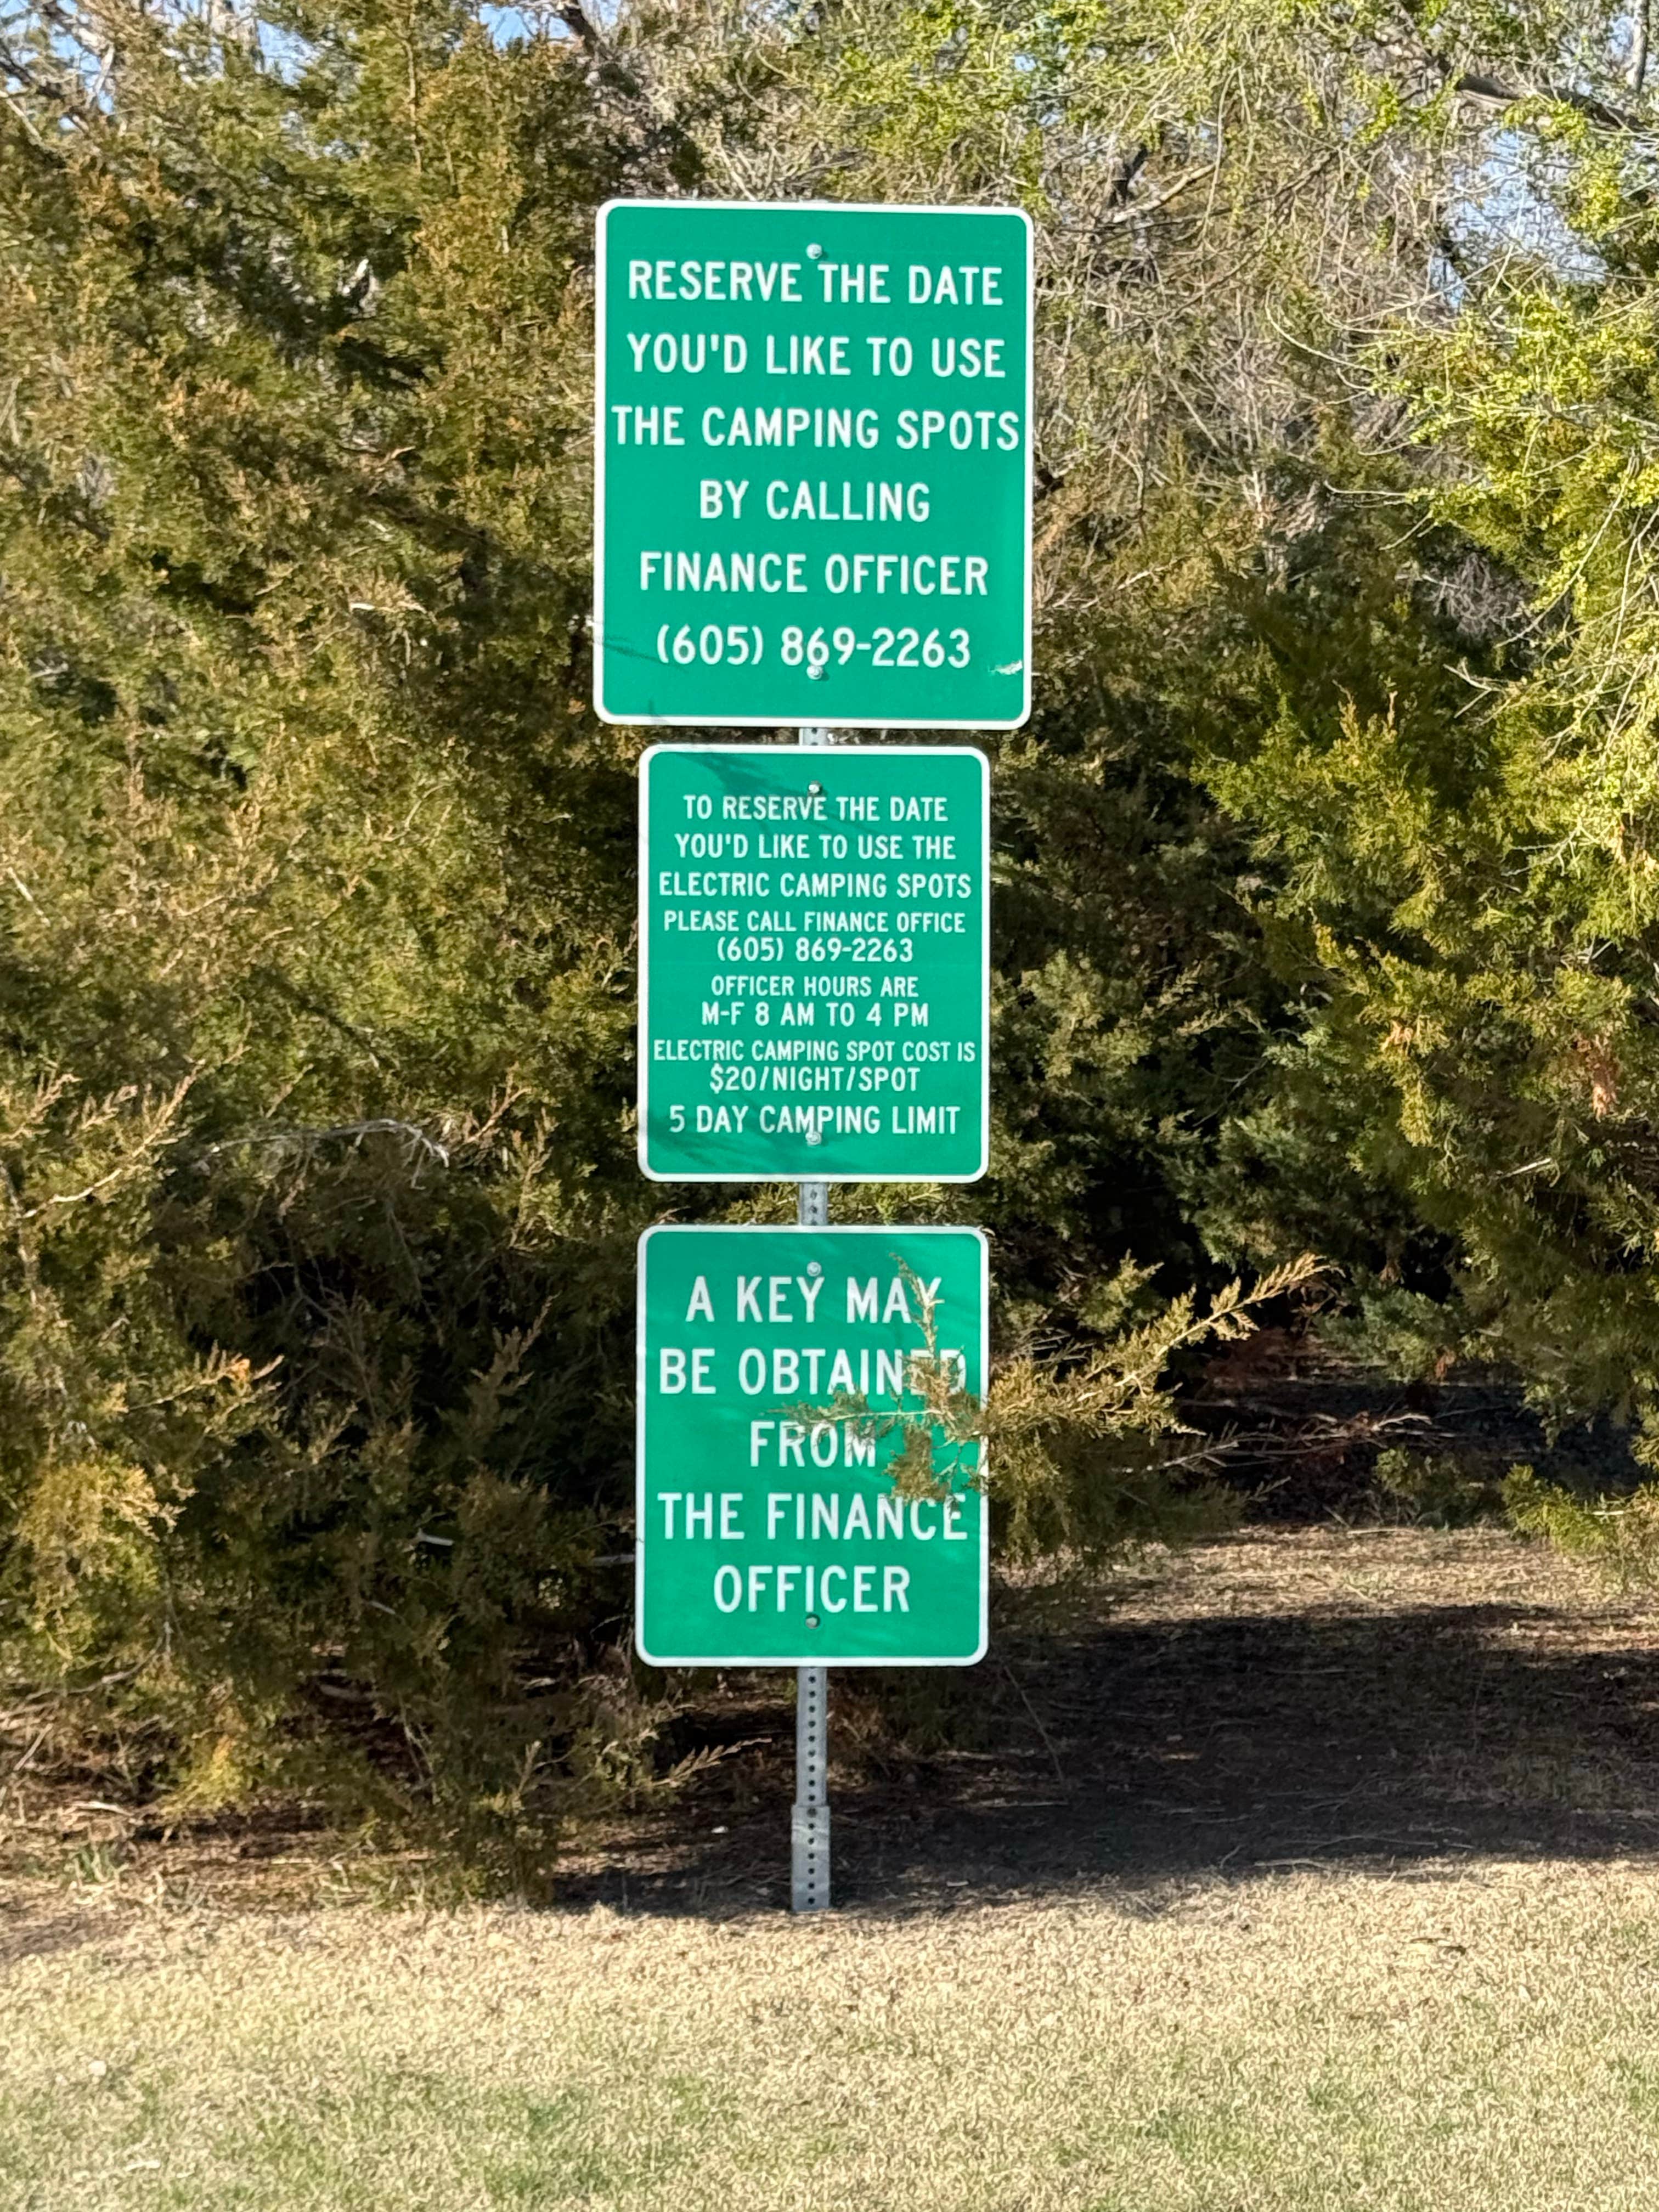 RESERVE THE DATE
YOU'D LIKE TO USE
THE CAMPING SPOTS
BY CALLING
FINANCE OFFICER
(605) 869-2263
TO RESERVE THE DATE
YOU'D LIKE TO USE THE
ELECTRIC CAMPING SPOTS
PLEASE CALL FINANCE OFFICE
(605) 869-2263
OFFICER HOURS ARE
M-F 8 AM TO 4 PM
ELECTRIC CAMPING SPOT COST IS
$20/NIGHT/SPOT
5 DAY CAMPING LIMIT
A KEY MAY
BE OBTAINED
FROM
THE FINANCE
OFFICER